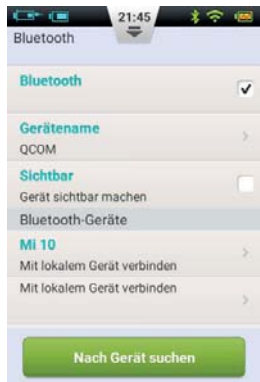 21:45
Bluetooth
Bluetooth
Gerätename
QCOM
Sichtbar
Gerät sichtbar machen
Bluetooth-Geräte
Mi 10
Mit lokalem Gerät verbinden
Mit lokalem Gerät verbinden
Nach Gerät suchen